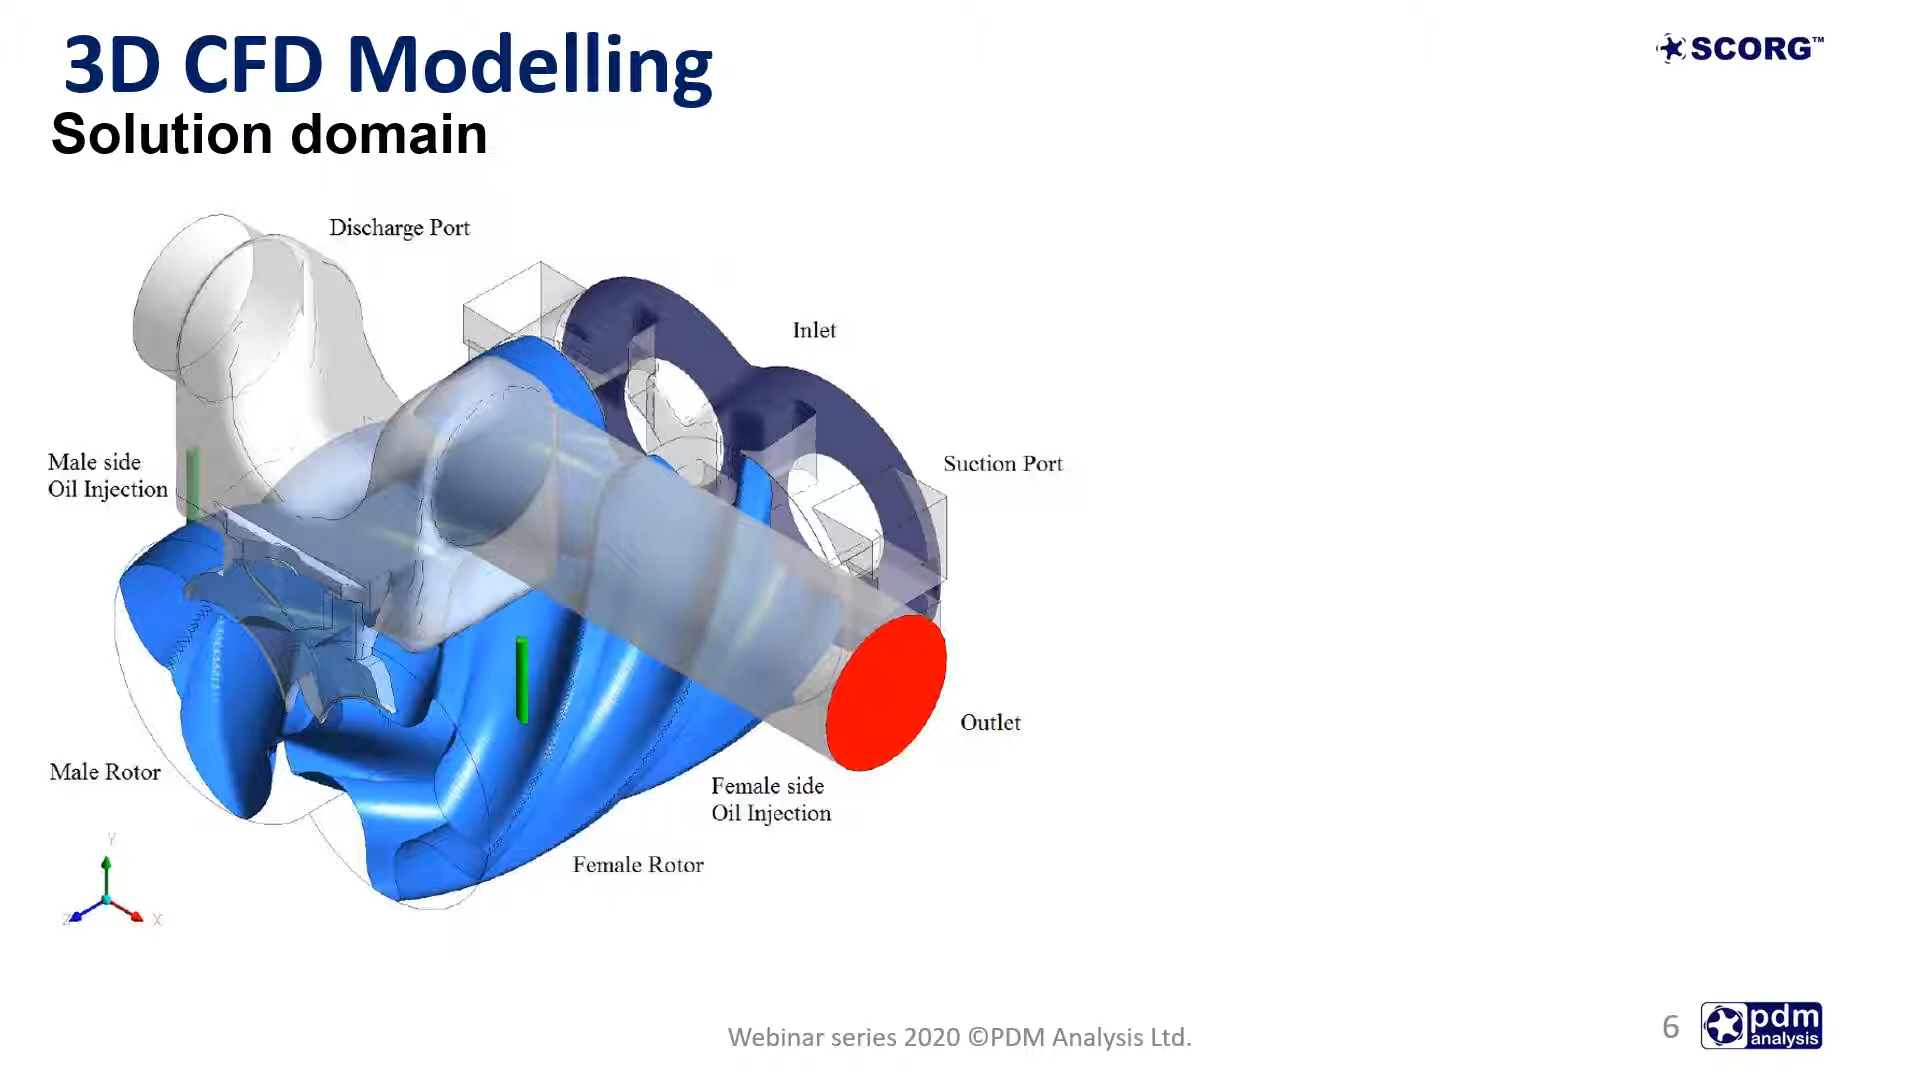 3D CFD Modelling
SCORG™
Solution domain
Discharge Port
Inlet
Male side
Oil Injection
Suction Port
Outlet
Male Rotor
Female side
Oil Injection
Female Rotor
Y
Z
X
Webinar series 2020 ©PDM Analysis Ltd.
6
pdm
analysis